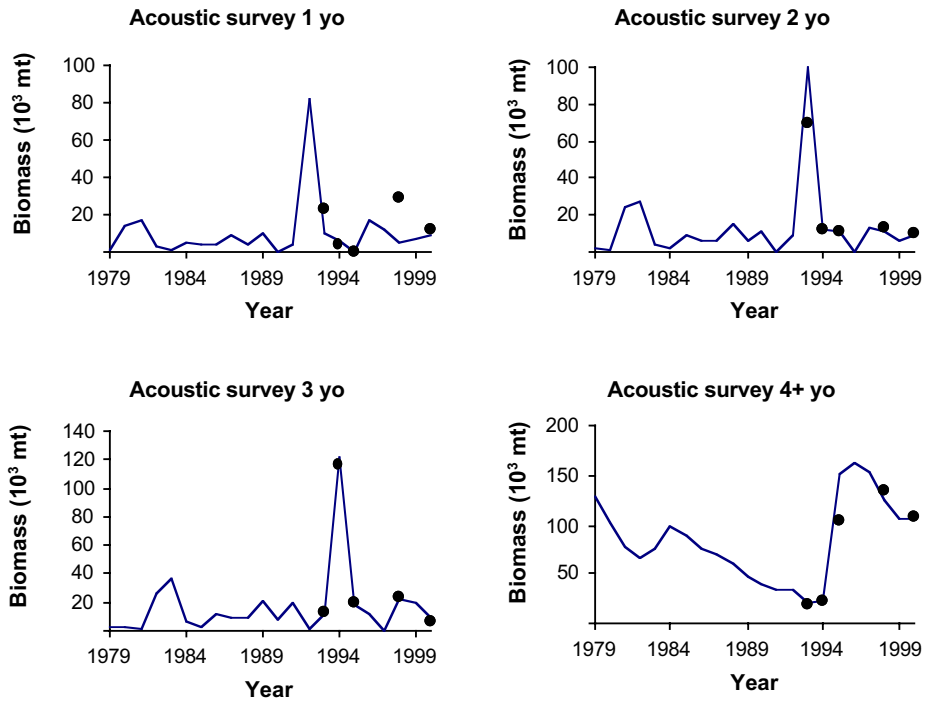 Acoustic survey 1 yo
Biomass (10³ mt)
100
80
60
40
20
1979 1984 1989 1994 1999
Year
Acoustic survey 2 yo
Biomass (10³ mt)
100
80
60
40
20
1979 1984 1989 1994 1999
Year
Acoustic survey 3 yo
Biomass (10³ mt)
140
120
100
80
60
40
20
1979 1984 1989 1994 1999
Year
Acoustic survey 4+ yo
Biomass (10³ mt)
200
150
100
50
1979 1984 1989 1994 1999
Year